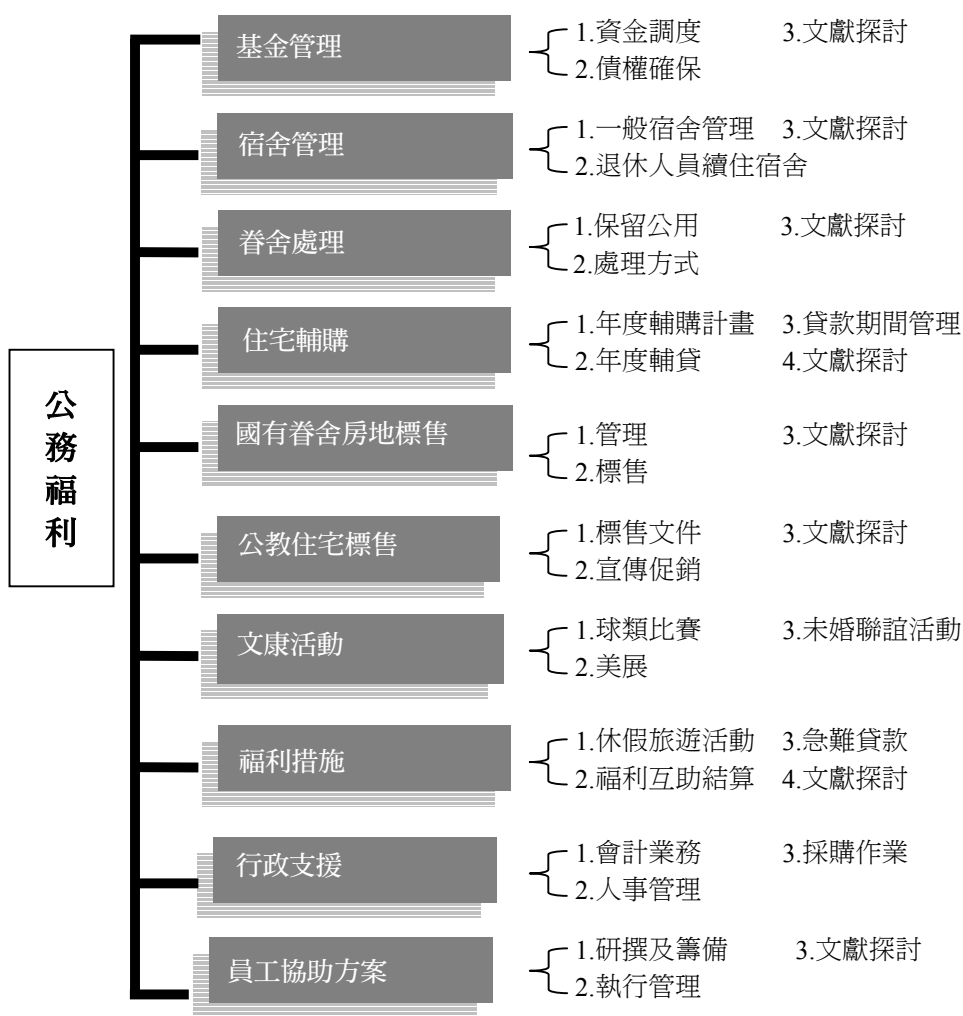 公務福利
基金管理
1.資金調度 3.文獻探討
2.債權確保
宿舍管理
1.一般宿舍管理 3.文獻探討
2.退休人員續住宿舍
眷舍處理
1.保留公用 3.文獻探討
2.處理方式
住宅輔購
1.年度輔購計畫 3.貸款期間管理
2.年度輔貸 4.文獻探討
國有眷舍房地標售
1.管理 3.文獻探討
2.標售
公教住宅標售
1.標售文件 3.文獻探討
2.宣傳促銷
文康活動
1.球類比賽 3.未婚聯誼活動
2.美展
福利措施
1.休假旅遊活動 3.急難貸款
2.福利互助結算 4.文獻探討
行政支援
1.會計業務 3.採購作業
2.人事管理
員工協助方案
1.研撰及籌備 3.文獻探討
2.執行管理